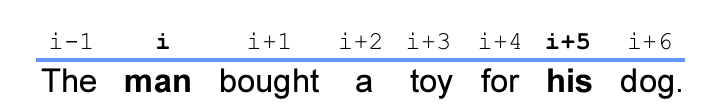 i-1 i i+1 i+2 i+3 i+4 i+5 i+6
The man bought a toy for his dog.